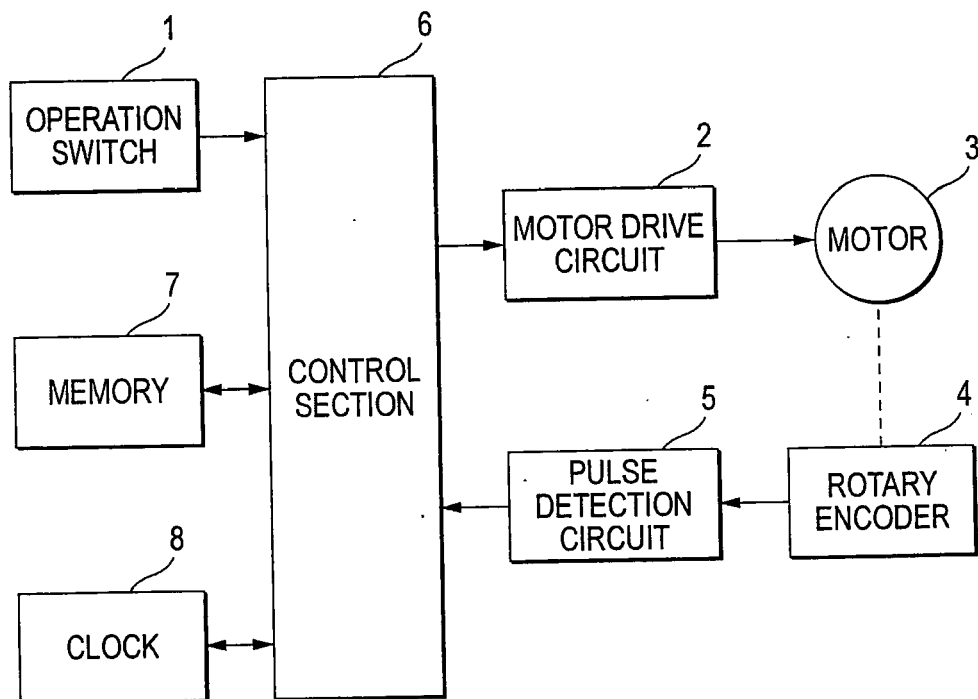 1
OPERATION
SWITCH
6
2
MOTOR DRIVE
CIRCUIT
3
MOTOR
7
MEMORY
CONTROL
SECTION
5
PULSE
DETECTION
CIRCUIT
4
ROTARY
ENCODER
8
CLOCK